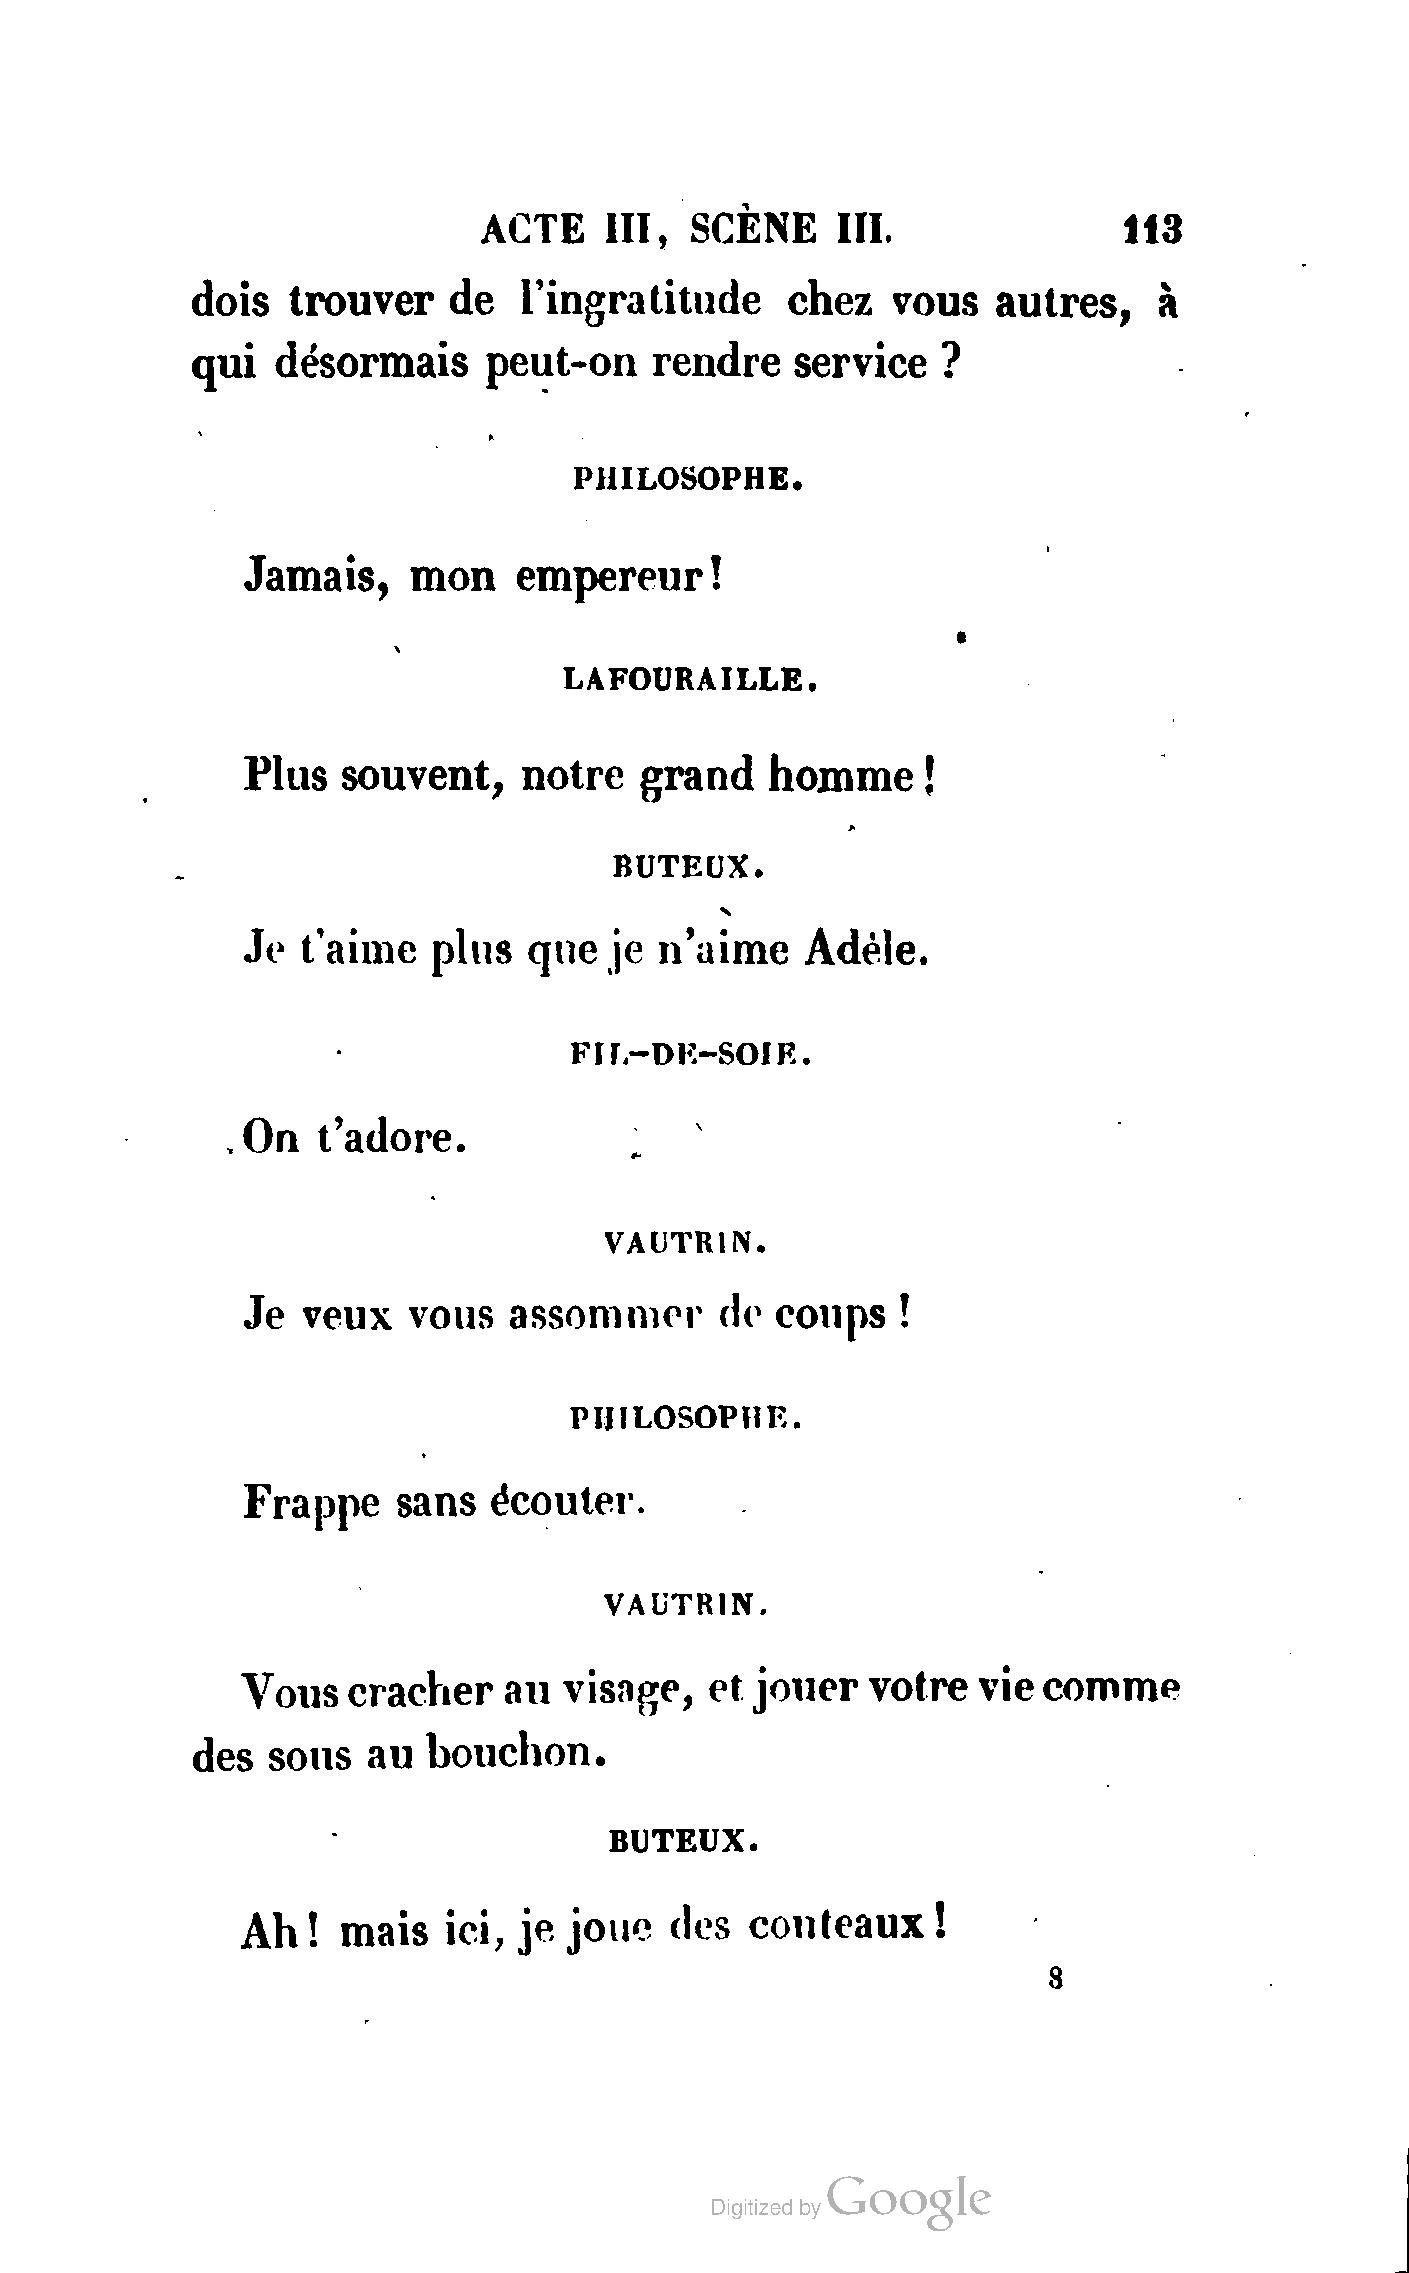 ACTE III, SCÈNE III. 113
dois trouver de l'ingratitude chez vous autres, à
qui désormais peut-on rendre service ?
PHILOSOPHE.
Jamais, mon empereur !
LAFOURAILLE.
Plus souvent, notre grand homme !
BUTEUX.
Je t'aime plus que je n'aime Adèle.
FIL-DE-SOIE.
On t'adore.
VAUTRIN.
Je veux vous assommer de coups !
PHILOSOPHE.
Frappe sans écouter.
VAUTRIN.
Vous cracher au visage, et jouer votre vie comme
des sous au bouchon.
BUTEUX.
Ah ! mais ici, je joue des couteaux !
8
Digitized by Google